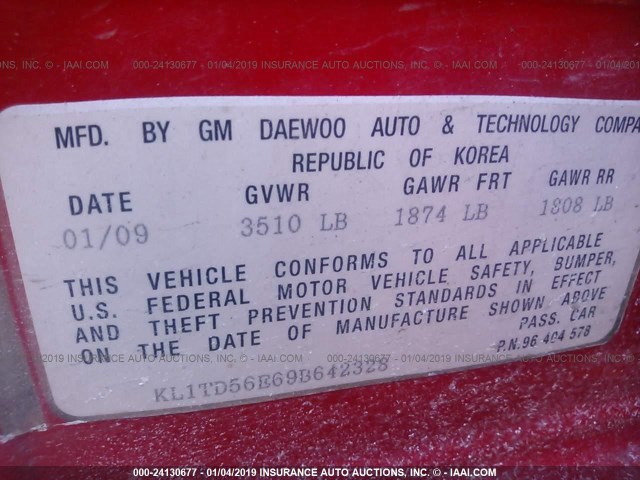 INC. - IAAI.COM 000-24130677 - 01/04/2019 INSURANCE AUTO AUCTIONS, INC. - IAAI.COM 000-24130677
MFD. BY GM DAEWOO AUTO & TECHNOLOGY COMPA
REPUBLIC OF KOREA
DATE GVWR GAWR FRT GAWR RR
01/09 3510 LB 1874 LB 1808 LB
THIS VEHICLE CONFORMS TO ALL APPLICABLE
U.S. FEDERAL MOTOR VEHICLE SAFETY, BUMPER,
AND THEFT PREVENTION STANDARDS IN EFFECT
ON THE DATE OF MANUFACTURE SHOWN ABOVE
PASS. CAR
P.N.96 404 578
KL1TD56E69B642328
000-24130677 - 01/04/2019 INSURANCE AUTO AUCTIONS, INC. - IAAI.COM